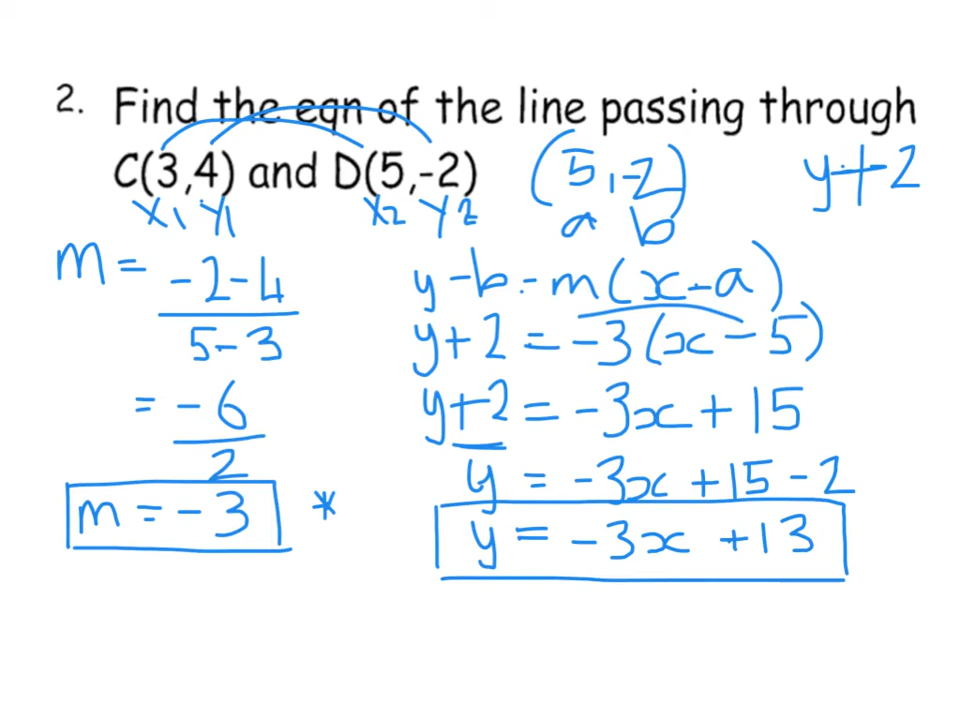 2. Find the eqn of the line passing through
C(3,4) and D(5,-2)
(5,-2)
y+2
x1 y1 x2 y2
a b
m = -2-4
5-3
= -6
2
m = -3 *
y-b = m(x-a)
y+2 = -3(x-5)
y+2 = -3x+15
y = -3x+15-2
y = -3x+13